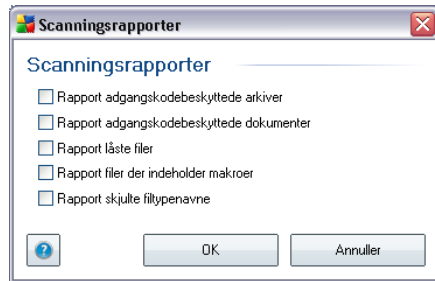 Scanningsrapporter
Scanningsrapporter
Rapport adgangskodebeskyttede arkiver
Rapport adgangskodebeskyttede dokumenter
Rapport låste filer
Rapport filer der indeholder makroer
Rapport skjulte filtypenavne
?
OK
Annuller